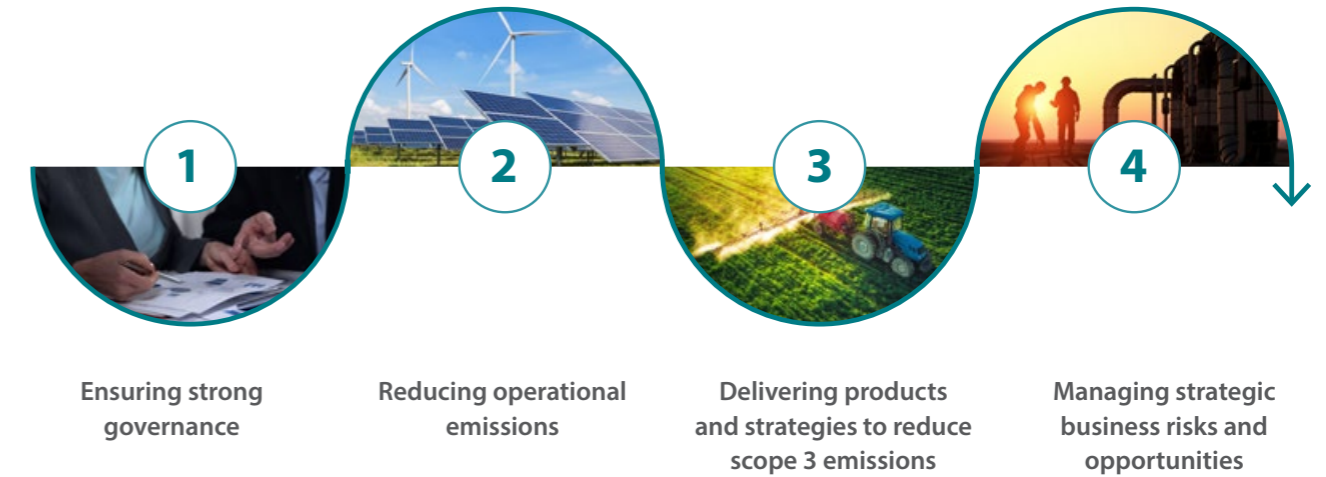 1
2
3
4
Ensuring strong
governance
Reducing operational
emissions
Delivering products
and strategies to reduce
scope 3 emissions
Managing strategic
business risks and
opportunities